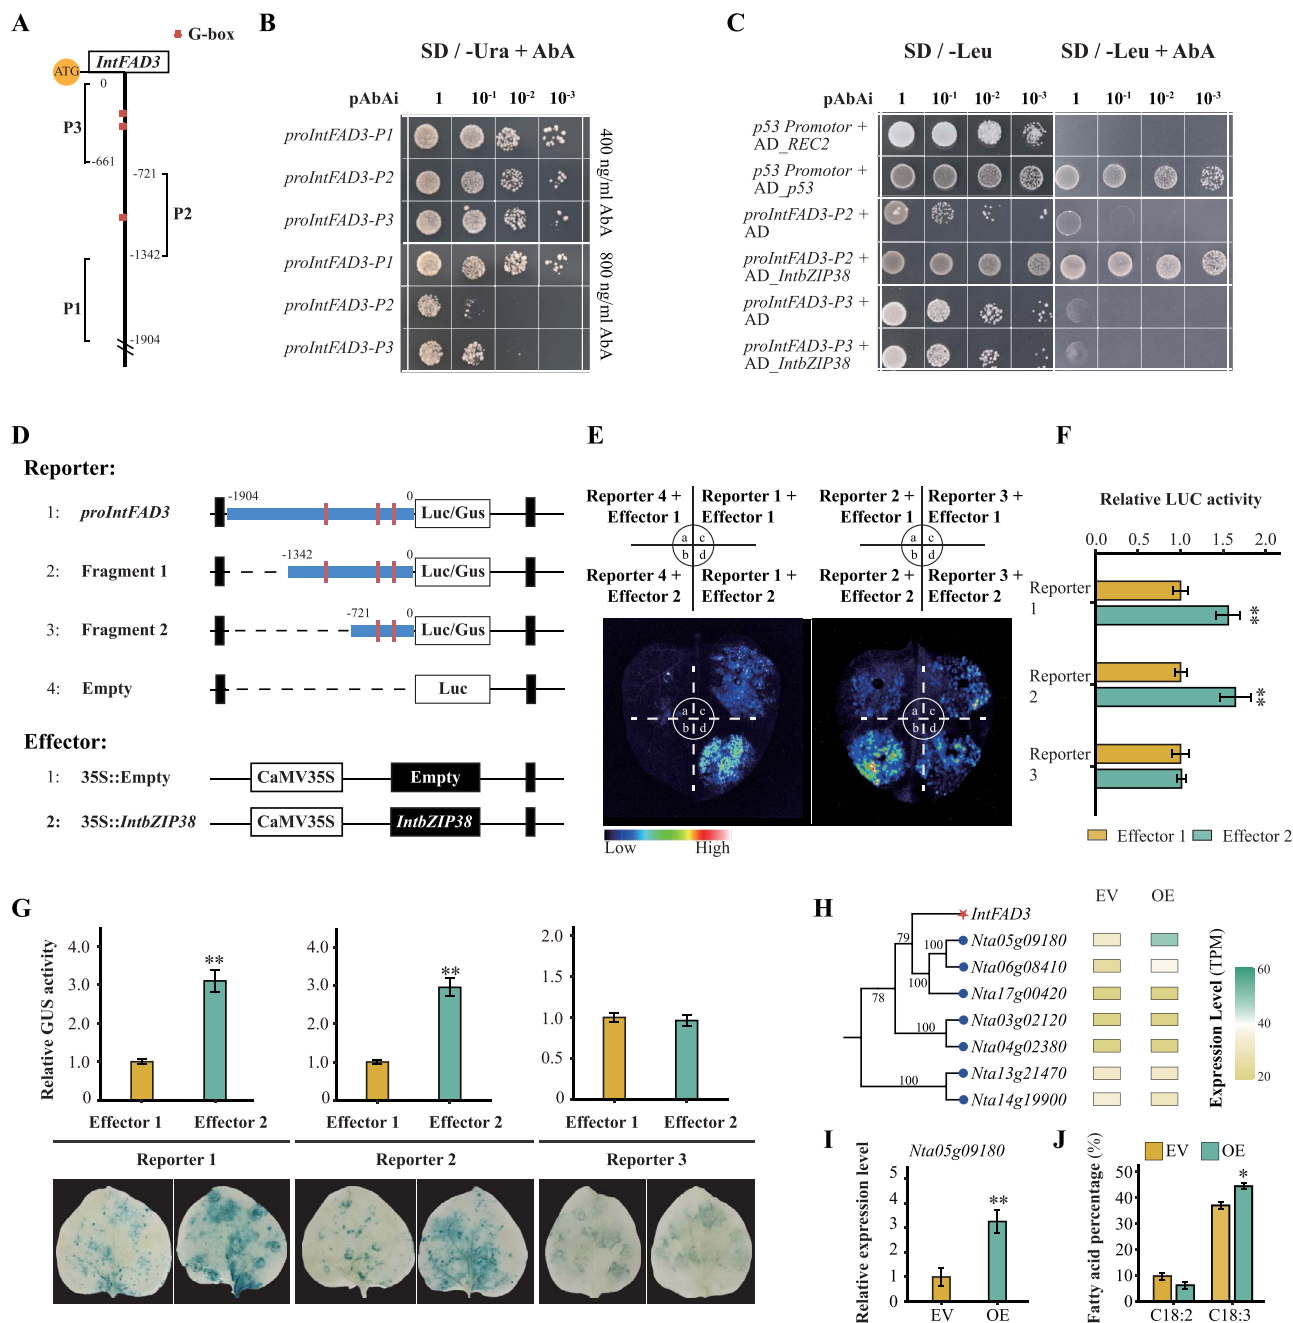 A
G-box
ATG
IntFAD3
0
P3
-661
-721
P2
-1342
P1
-1904
B
SD / -Ura + AbA
pAbAi 1 10-1 10-2 10-3
proIntFAD3-P1
proIntFAD3-P2
proIntFAD3-P3
proIntFAD3-P1
proIntFAD3-P2
proIntFAD3-P3
400 ng/ml AbA
800 ng/ml AbA
C
SD / -Leu SD / -Leu + AbA
pAbAi 1 10-1 10-2 10-3 1 10-1 10-2 10-3
p53 Promotor +
AD_REC2
p53 Promotor +
AD_p53
proIntFAD3-P2 +
AD
proIntFAD3-P2 +
AD_IntbZIP38
proIntFAD3-P3 +
AD
proIntFAD3-P3 +
AD_IntbZIP38
D
Reporter:
-1904 0
1: proIntFAD3 Luc/Gus
-1342 0
2: Fragment 1 Luc/Gus
-721 0
3: Fragment 2 Luc/Gus
4: Empty Luc
Effector:
1: 35S::Empty CaMV35S Empty
2: 35S::IntbZIP38 CaMV35S IntbZIP38
E
Reporter 4 + Reporter 1 +
Effector 1 Effector 1
a c
b d
Reporter 4 + Reporter 1 +
Effector 2 Effector 2
Reporter 2 + Reporter 3 +
Effector 1 Effector 1
a c
b d
Reporter 2 + Reporter 3 +
Effector 2 Effector 2
a c
b d
a c
b d
Low High
F
Relative LUC activity
0.0 0.5 1.0 1.5 2.0
Reporter
1
**
Reporter
2
**
Reporter
3
Effector 1 Effector 2
G
Relative GUS activity
4.0
3.0
2.0
1.0
0
**
Effector 1 Effector 2
Reporter 1
4.0
3.0
2.0
1.0
0
**
Effector 1 Effector 2
Reporter 2
2.0
1.5
1.0
0.5
0
Effector 1 Effector 2
Reporter 3
H
EV OE
IntFAD3
79
100 Nta05g09180
Nta06g08410
100
Nta17g00420
78
Nta03g02120
100
Nta04g02380
Nta13g21470
100
Nta14g19900
Expression Level (TPM)
60
40
20
I
Nta05g09180
Relative expression level
5
4
3
2
1
0
**
EV OE
J
EV OE
Fatty acid percentage (%)
50
40
30
20
10
0
*
C18:2 C18:3